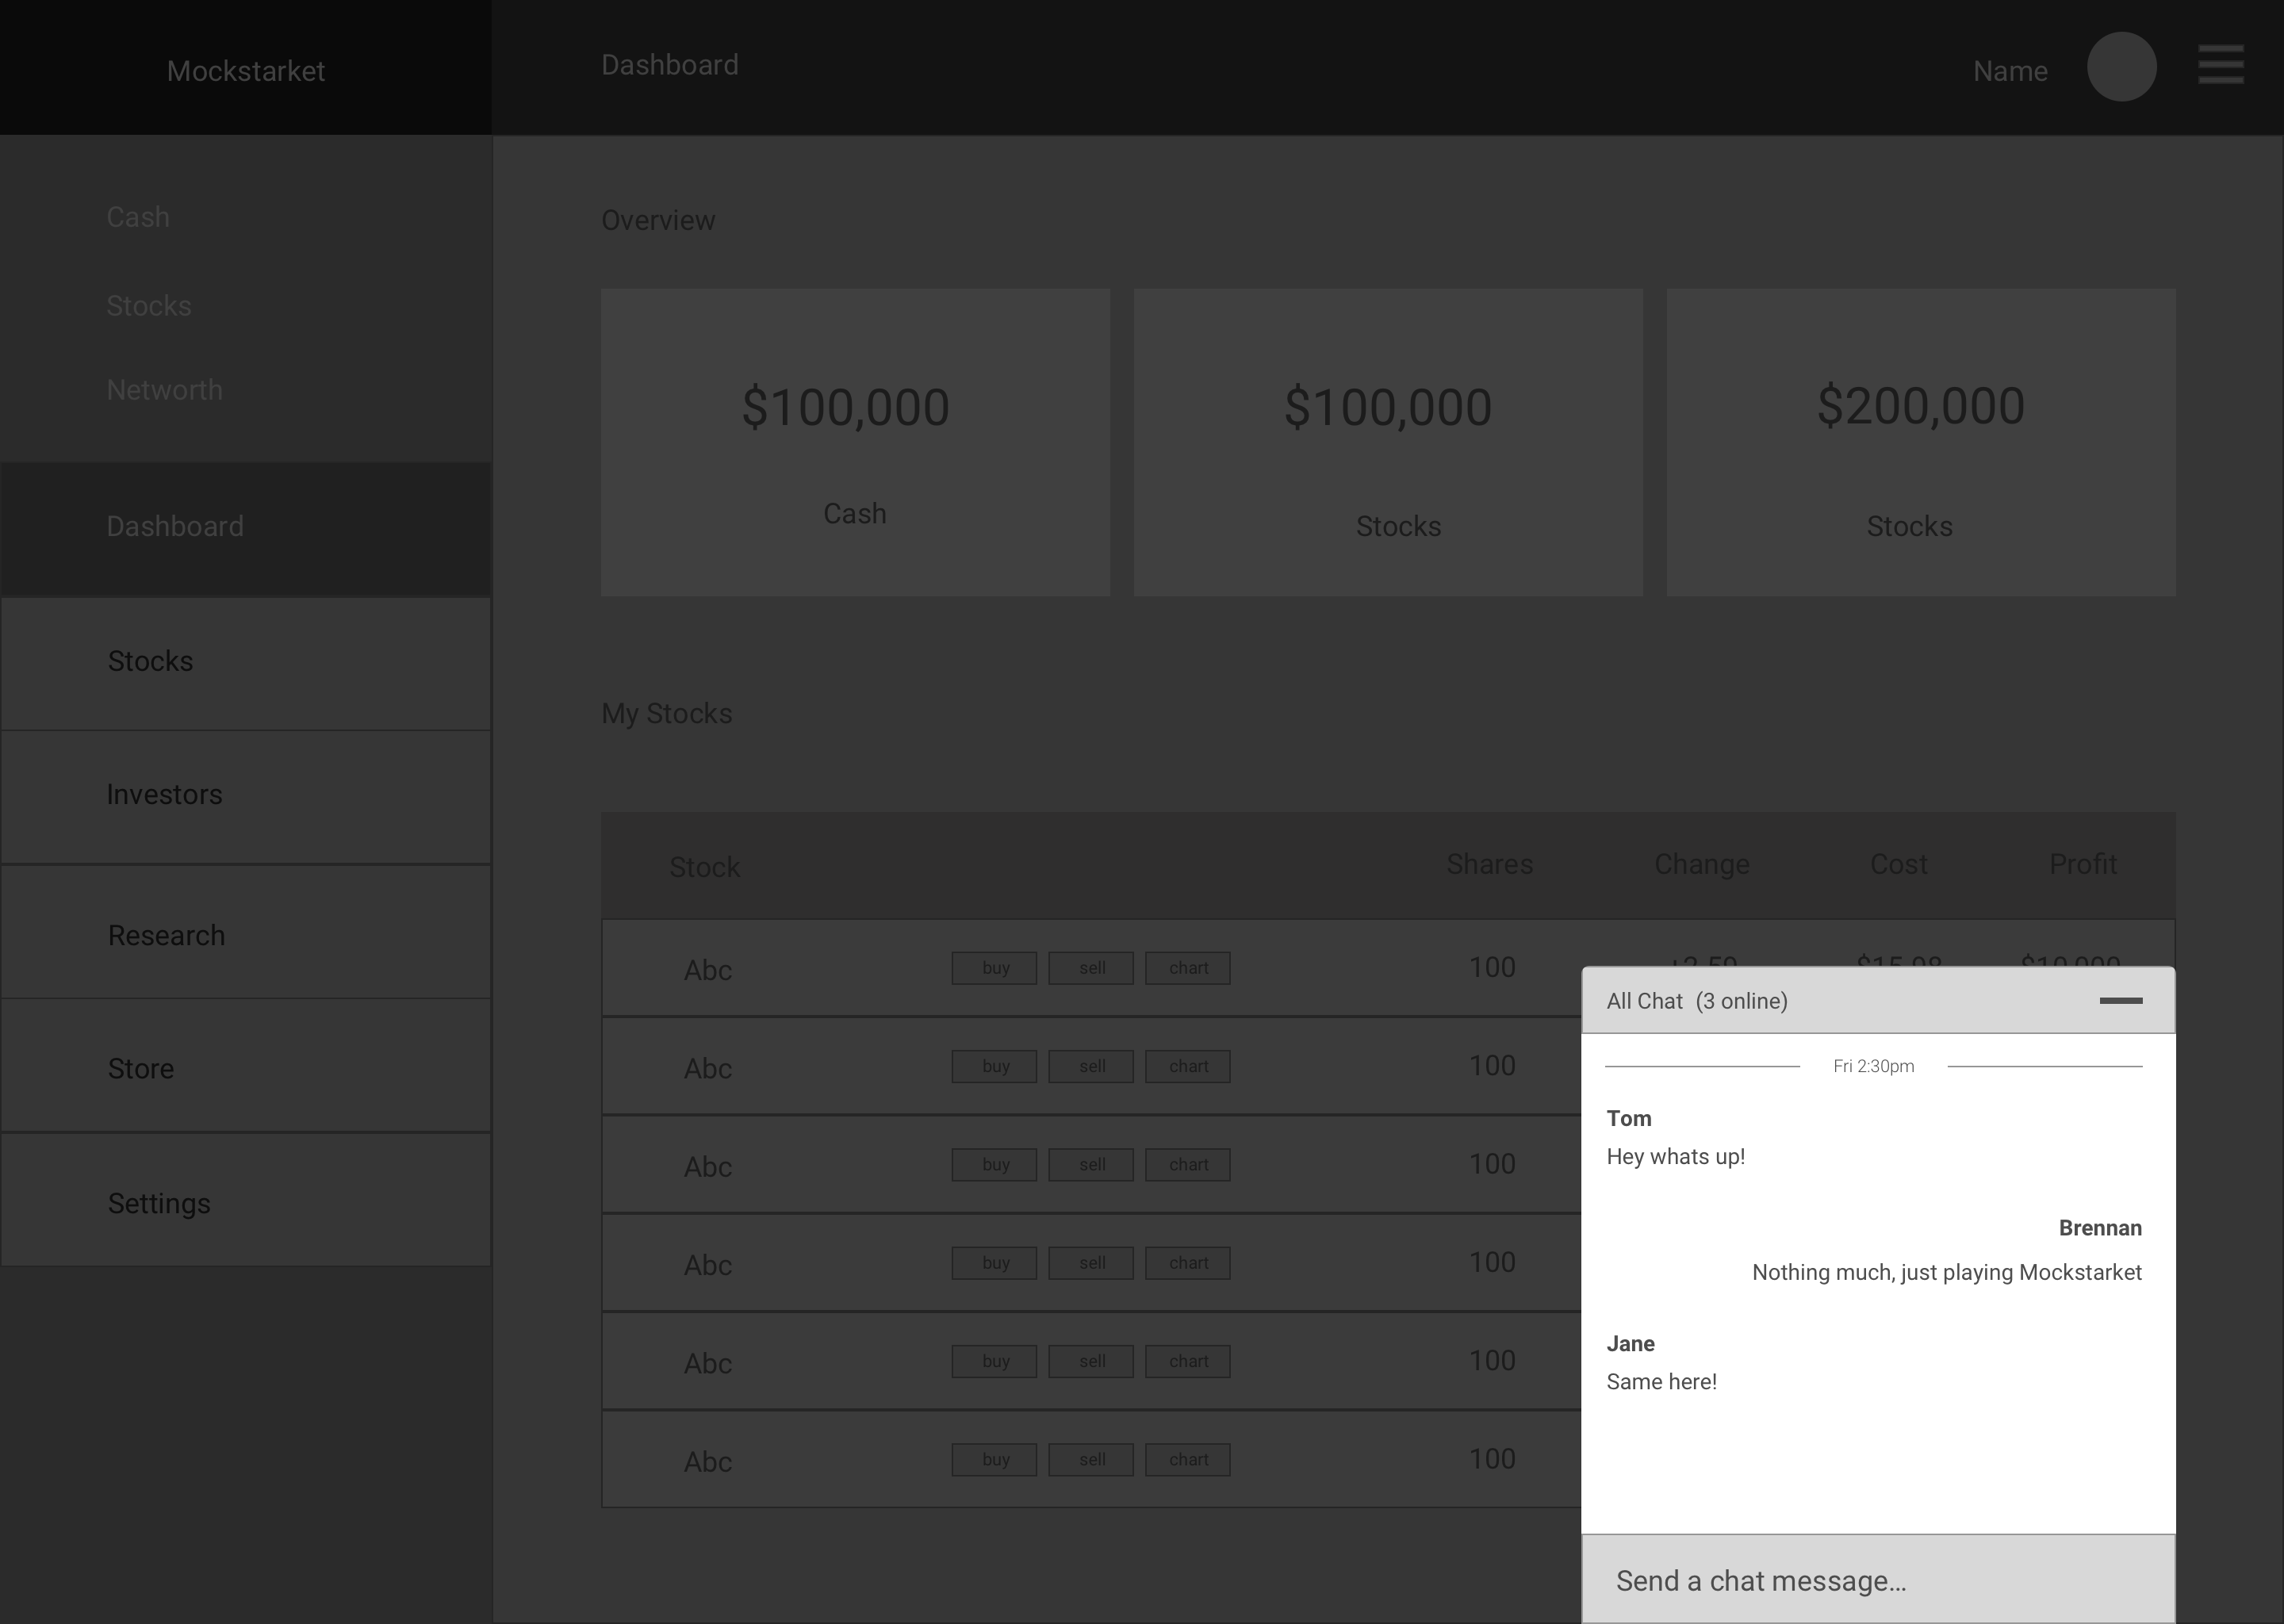 Mockstarket
Dashboard
Name
Cash
Stocks
Networth
Dashboard
Stocks
Investors
Research
Store
Settings
Overview
$100,000
Cash
$100,000
Stocks
$200,000
Stocks
My Stocks
Stock Shares Change Cost Profit
Abc buy sell chart 100
Abc buy sell chart 100
Abc buy sell chart 100
Abc buy sell chart 100
Abc buy sell chart 100
Abc buy sell chart 100
All Chat (3 online)
Fri 2:30pm
Tom
Hey whats up!
Brennan
Nothing much, just playing Mockstarket
Jane
Same here!
Send a chat message...